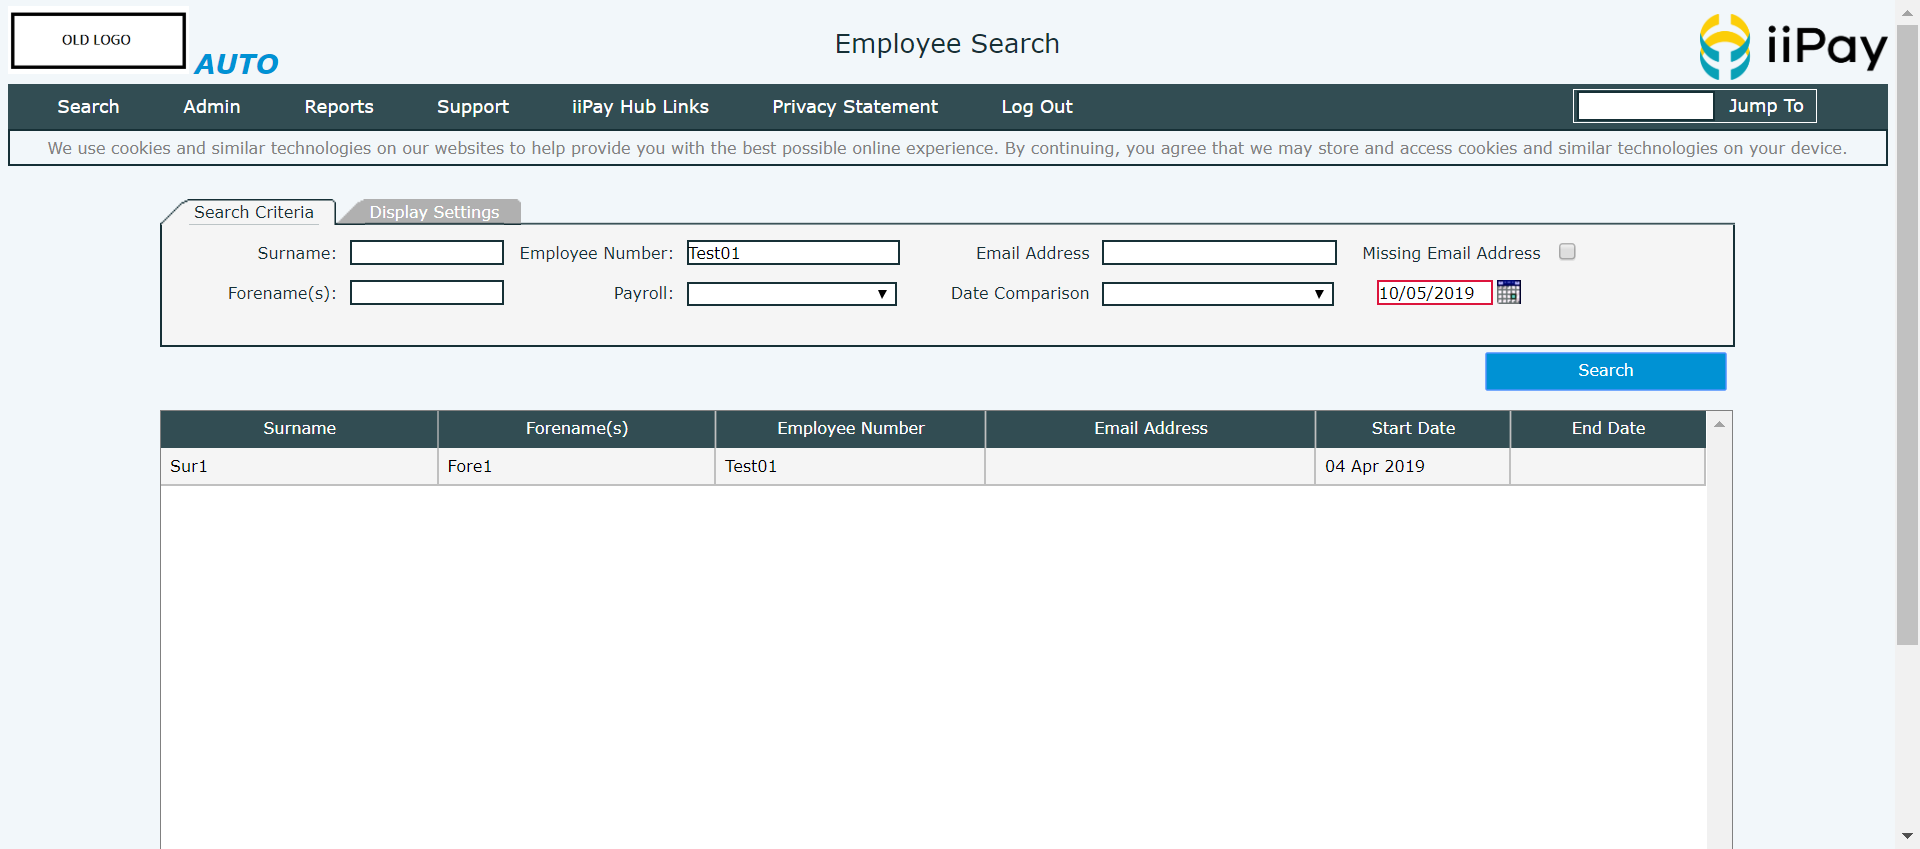 OLD LOGO
AUTO
Employee Search
iiPay
Search Admin Reports Support iiPay Hub Links Privacy Statement Log Out Jump To
We use cookies and similar technologies on our websites to help provide you with the best possible online experience. By continuing, you agree that we may store and access cookies and similar technologies on your device.
Search Criteria Display Settings
Surname: Employee Number: Test01 Email Address Missing Email Address
Forename(s): Payroll: Date Comparison 10/05/2019
Search
Surname Forename(s) Employee Number Email Address Start Date End Date
Sur1 Fore1 Test01 04 Apr 2019